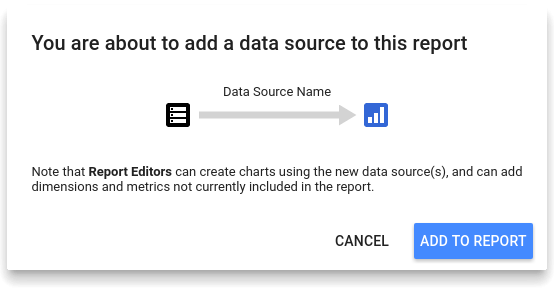 You are about to add a data source to this report
Data Source Name
Note that Report Editors can create charts using the new data source(s), and can add
dimensions and metrics not currently included in the report.
CANCEL
ADD TO REPORT